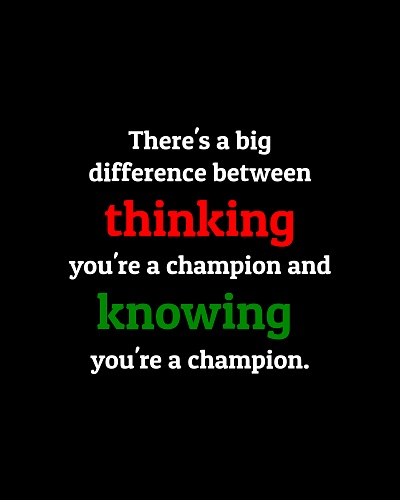 There's a big
difference between
thinking
you're a champion and
knowing
you're a champion.